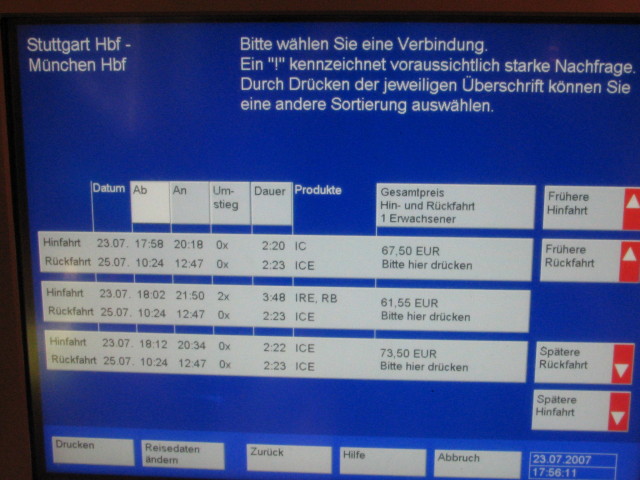 Stuttgart Hbf -
München Hbf
Bitte wählen Sie eine Verbindung.
Ein "!" kennzeichnet voraussichtlich starke Nachfrage.
Durch Drücken der jeweiligen Überschrift können Sie
eine andere Sortierung auswählen.
Datum Ab An Um-
stieg Dauer Produkte
Gesamtpreis
Hin- und Rückfahrt
1 Erwachsener
Frühere
Hinfahrt
Hinfahrt 23.07. 17:58 20:18 0x 2:20 IC
Rückfahrt 25.07. 10:24 12:47 0x 2:23 ICE
67,50 EUR
Bitte hier drücken
Frühere
Rückfahrt
Hinfahrt 23.07. 18:02 21:50 2x 3:48 IRE, RB
Rückfahrt 25.07. 10:24 12:47 0x 2:23 ICE
61,55 EUR
Bitte hier drücken
Hinfahrt 23.07. 18:12 20:34 0x 2:22 ICE
Rückfahrt 25.07. 10:24 12:47 0x 2:23 ICE
73,50 EUR
Bitte hier drücken
Spätere
Rückfahrt
Spätere
Hinfahrt
Drucken
Reisedaten
ändern
Zurück
Hilfe
Abbruch
23.07.2007
17:56:11